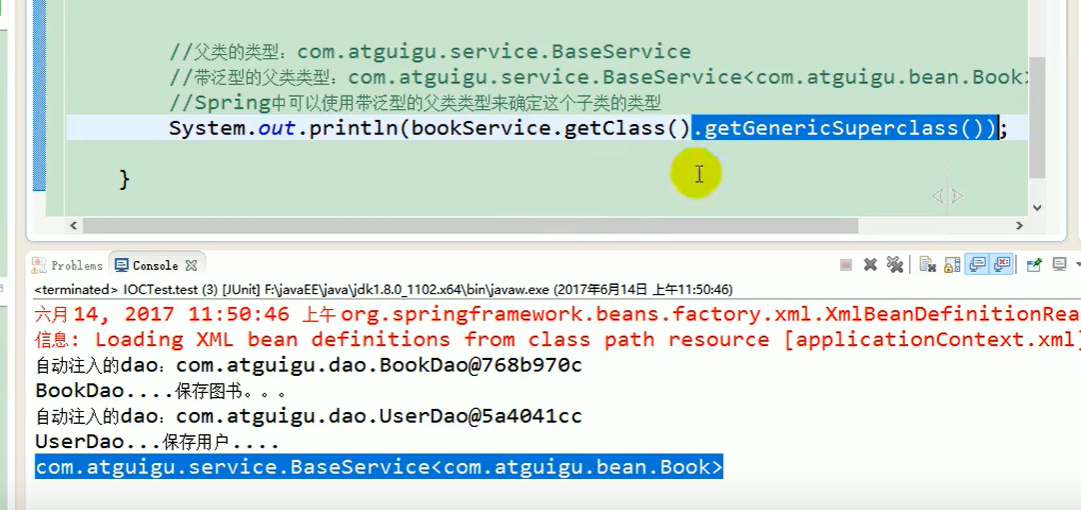 //父类的类型：com.atguigu.service.BaseService
//带泛型的父类类型：com.atguigu.service.BaseService<com.atguigu.bean.Book>
//Spring中可以使用带泛型的父类类型来确定这个子类的类型
System.out.println(bookService.getClass().getGenericSuperclass());
}
Problems Console
<terminated> IOCTest.test (3) [JUnit] F:\javaEE\java\jdk1.8.0_1102.x64\bin\javaw.exe (2017年6月14日 上午11:50:46)
六月 14, 2017 11:50:46 上午 org.springframework.beans.factory.xml.XmlBeanDefinitionRea
信息: Loading XML bean definitions from class path resource [applicationContext.xml]
自动注入的dao：com.atguigu.dao.BookDao@768b970c
BookDao....保存图书。。。
自动注入的dao：com.atguigu.dao.UserDao@5a4041cc
UserDao...保存用户....
com.atguigu.service.BaseService<com.atguigu.bean.Book>